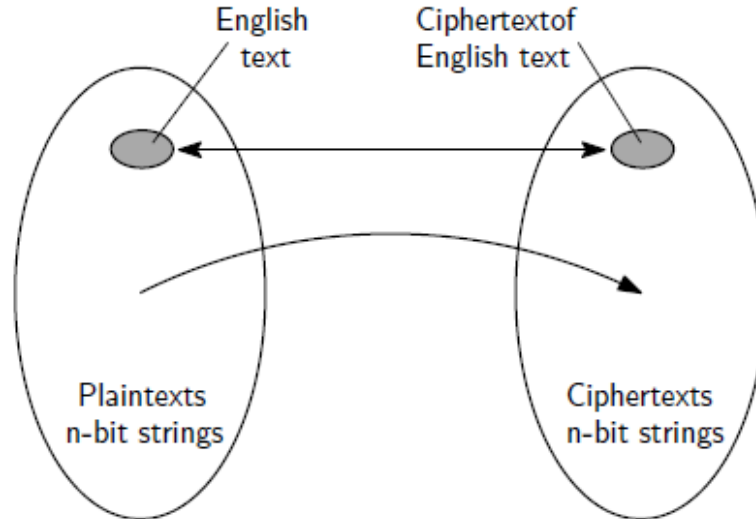 English
text
Ciphertextof
English text
Plaintexts
n-bit strings
Ciphertexts
n-bit strings